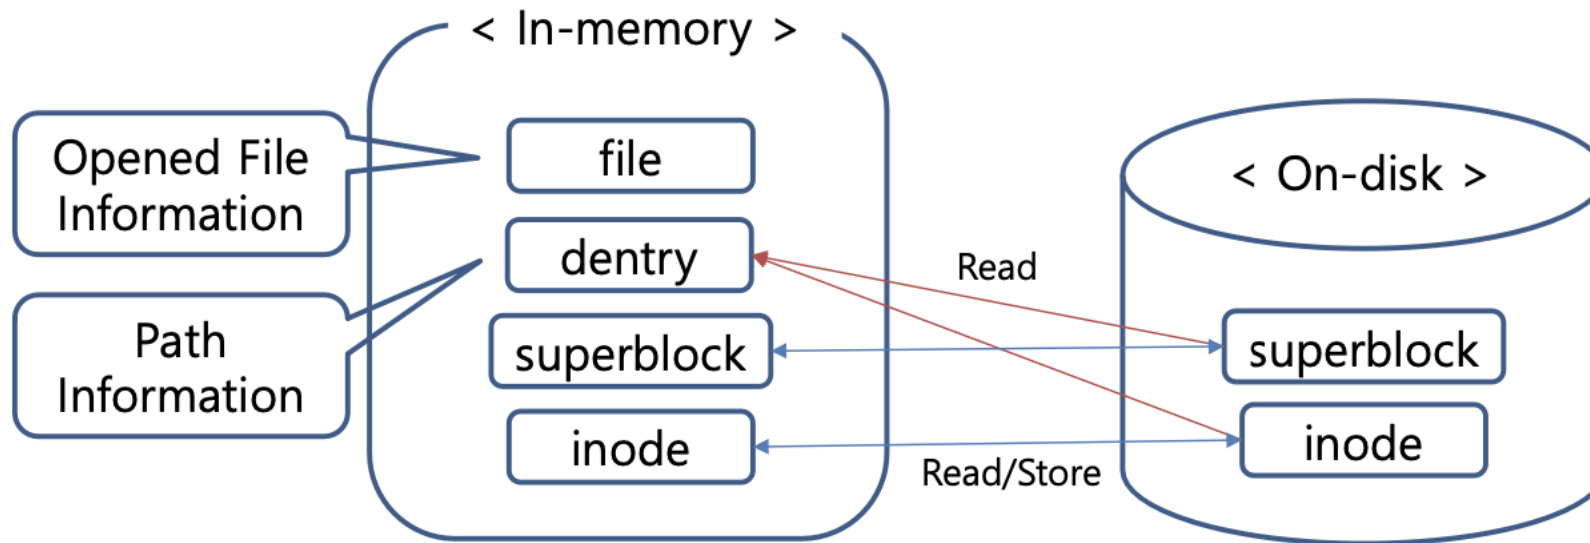 < In-memory >
Opened File
Information
file
< On-disk >
dentry
Read
Path
Information
superblock
superblock
inode
inode
Read/Store